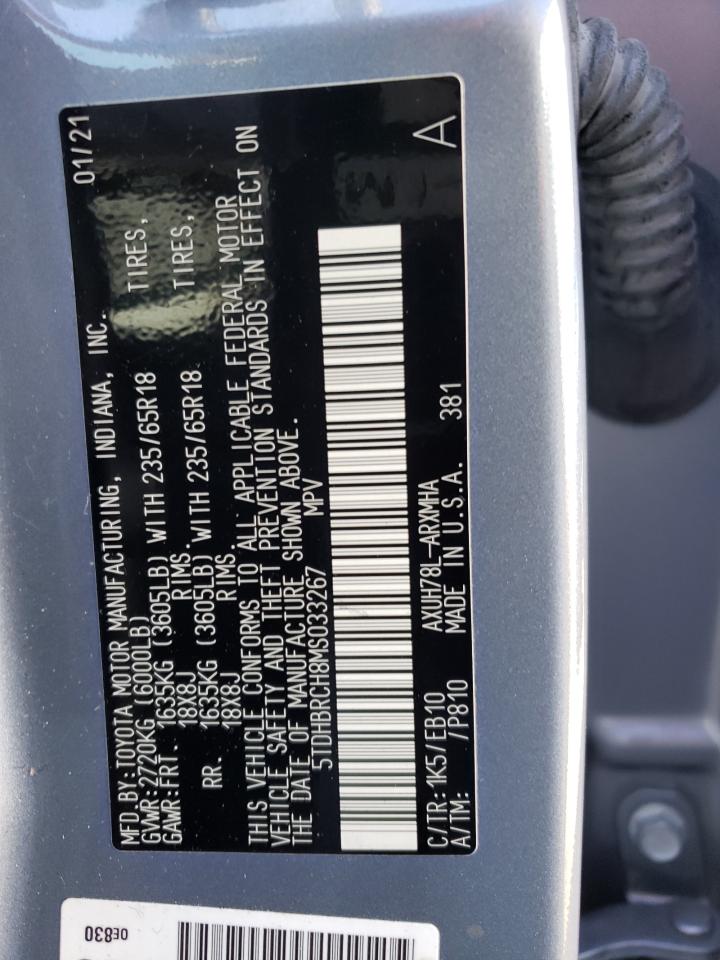 MFD.BY:TOYOTA MOTOR MANUFACTURING, INDIANA, INC. 01/21
GVWR:2720KG (6000LB)
GAWR:FRT. 1635KG (3605LB) WITH 235/65R18 TIRES,
18X8J RIMS.
RR. 1635KG (3605LB) WITH 235/65R18 TIRES,
18X8J RIMS.
THIS VEHICLE CONFORMS TO ALL APPLICABLE FEDERAL MOTOR
VEHICLE SAFETY AND THEFT PREVENTION STANDARDS IN EFFECT ON
THE DATE OF MANUFACTURE SHOWN ABOVE.
5TDHBRCH8MS033267 MPV
C/TR:1K5/EB10 AXUH78L-ARXMHA A
A/TM: /P810 MADE IN U.S.A. 381
0E830